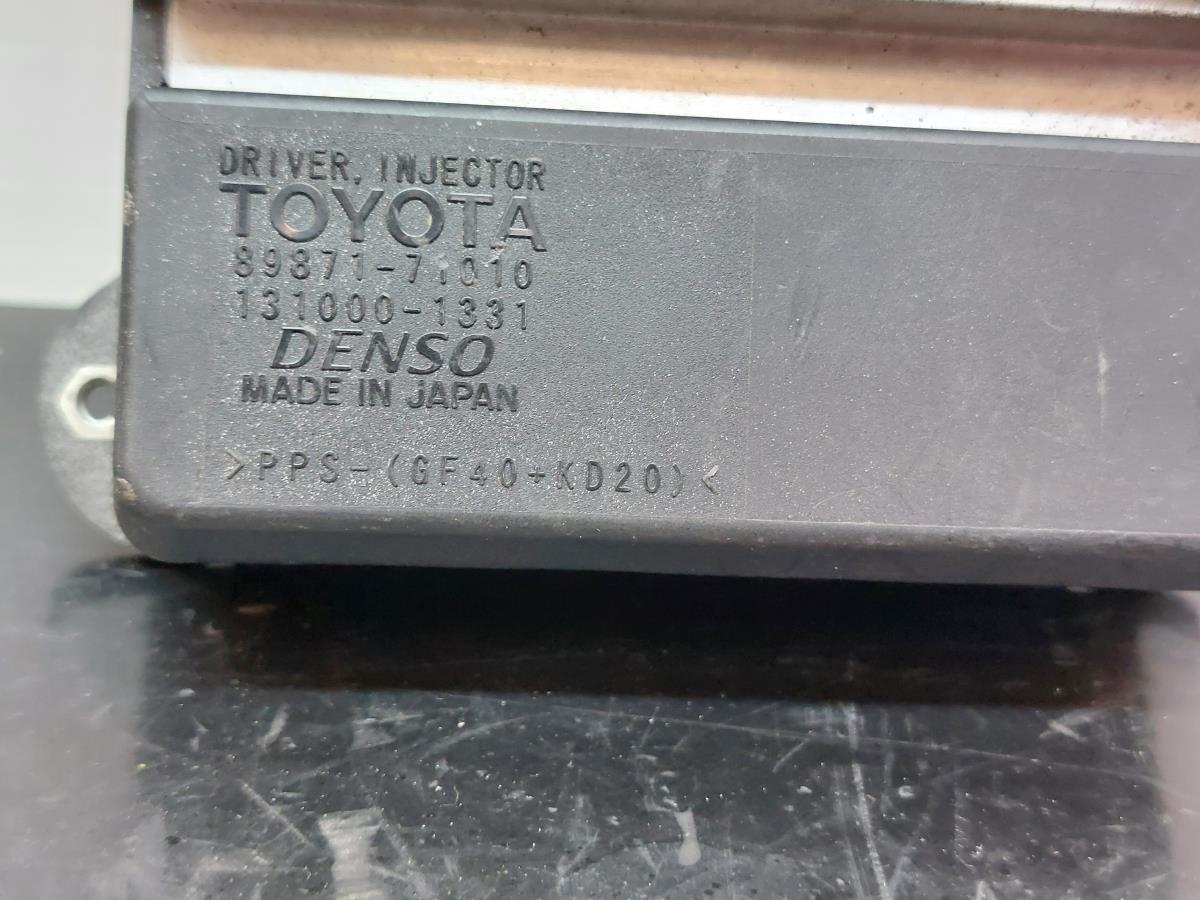 DRIVER, INJECTOR
TOYOTA
89871-71010
131000-1331
DENSO
MADE IN JAPAN
>PPS-(GF40+KD20)<